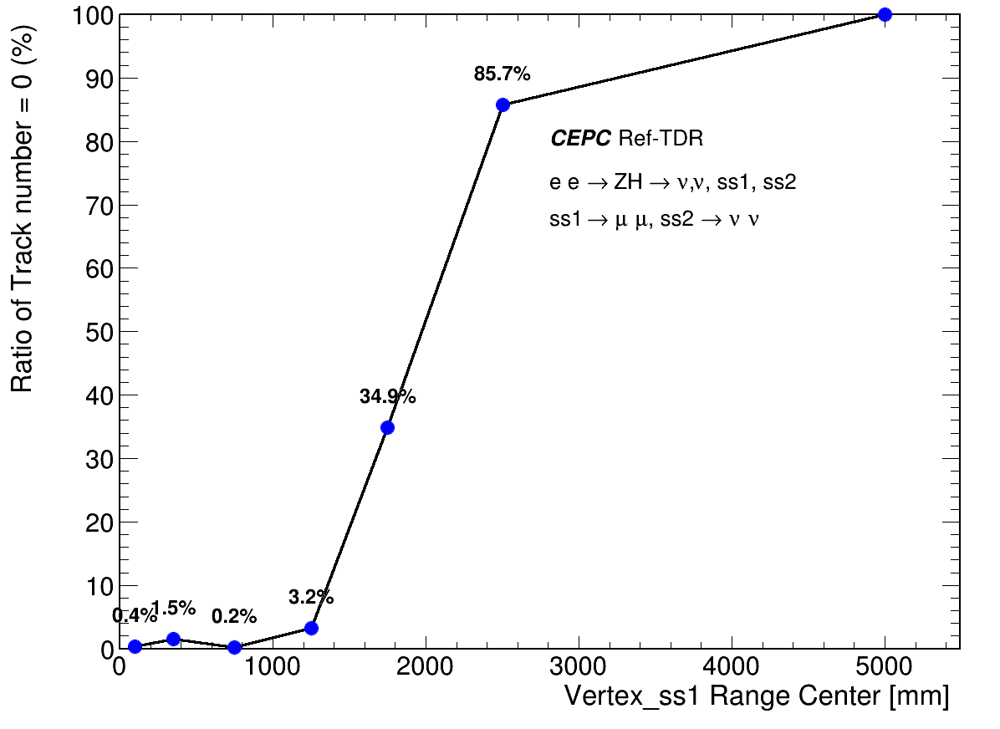 Ratio of Track number = 0 (%)
100
90
80
70
60
50
40
30
20
10
0
85.7%
CEPC Ref-TDR
e e → ZH → ν,ν, ss1, ss2
ss1 → μ μ, ss2 → ν ν
34.9%
3.2%
0.4%
1.5%
0.2%
0 1000 2000 3000 4000 5000
Vertex_ss1 Range Center [mm]